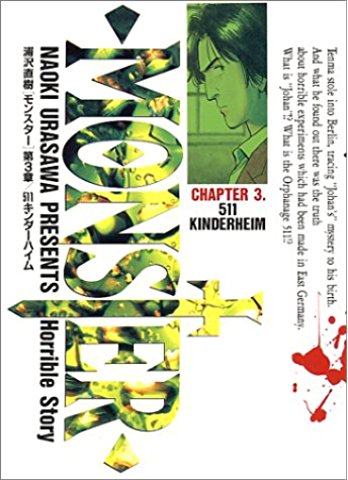 MONSTER
NAOKI URASAWA PRESENTS Horrible Story
浦沢直樹[モンスター]第3章/511キンダーハイム
CHAPTER 3.
511
KINDERHEIM
Tenma stole into Berlin, tracing "Johan's" mystery to his birth.
And what he found out there was the truth
about horrible experiments which had been made in East Germany.
What is "Johan"!? What is the Orphanage 511!?